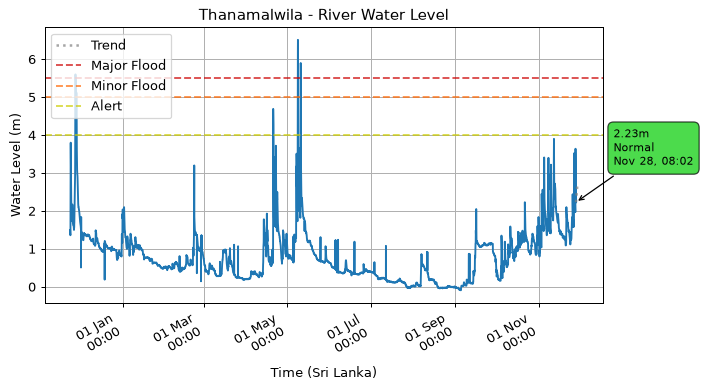 Thanamalwila - River Water Level
Trend
Major Flood
Minor Flood
Alert
Water Level (m)
6
5
4
3
2
1
0
2.23m
Normal
Nov 28, 08:02
01 Jan
00:00
01 Mar
00:00
01 May
00:00
01 Jul
00:00
01 Sep
00:00
01 Nov
00:00
Time (Sri Lanka)